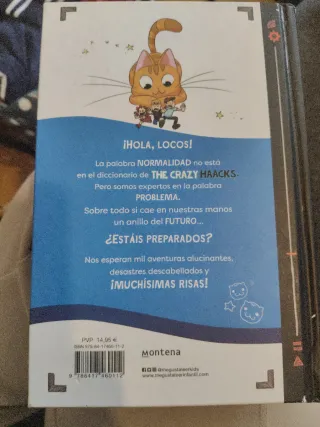 ¡HOLA, LOCOS!
La palabra NORMALIDAD no está
en el diccionario de THE CRAZY HAACKS.
Pero somos expertos en la palabra
PROBLEMA.
Sobre todo si cae en nuestras manos
un anillo del FUTURO...
¿ESTÁIS PREPARADOS?
Nos esperan mil aventuras alucinantes,
desastres descabellados y
¡MUCHÍSIMAS RISAS!
PVP 14,95 €
montena